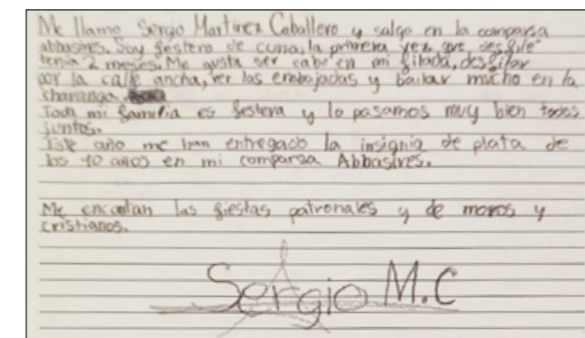 Me llamo Sergio Martínez Caballero y salgo en la comparsa
abbasires. Soy festero de cuna, la primera vez que desfilé
tenía 2 meses. Me gusta ser cabo en mi filada, desfilar
por la calle ancha, ver las embajadas y bailar mucho en la
charanga.
Toda mi familia es festera y lo pasamos muy bien todos
juntos.
Este año me han entregado la insignia de plata de
los 10 años en mi comparsa Abbasires.
Me encantan las fiestas patronales y de moros y
cristianos.
Sergio M.C